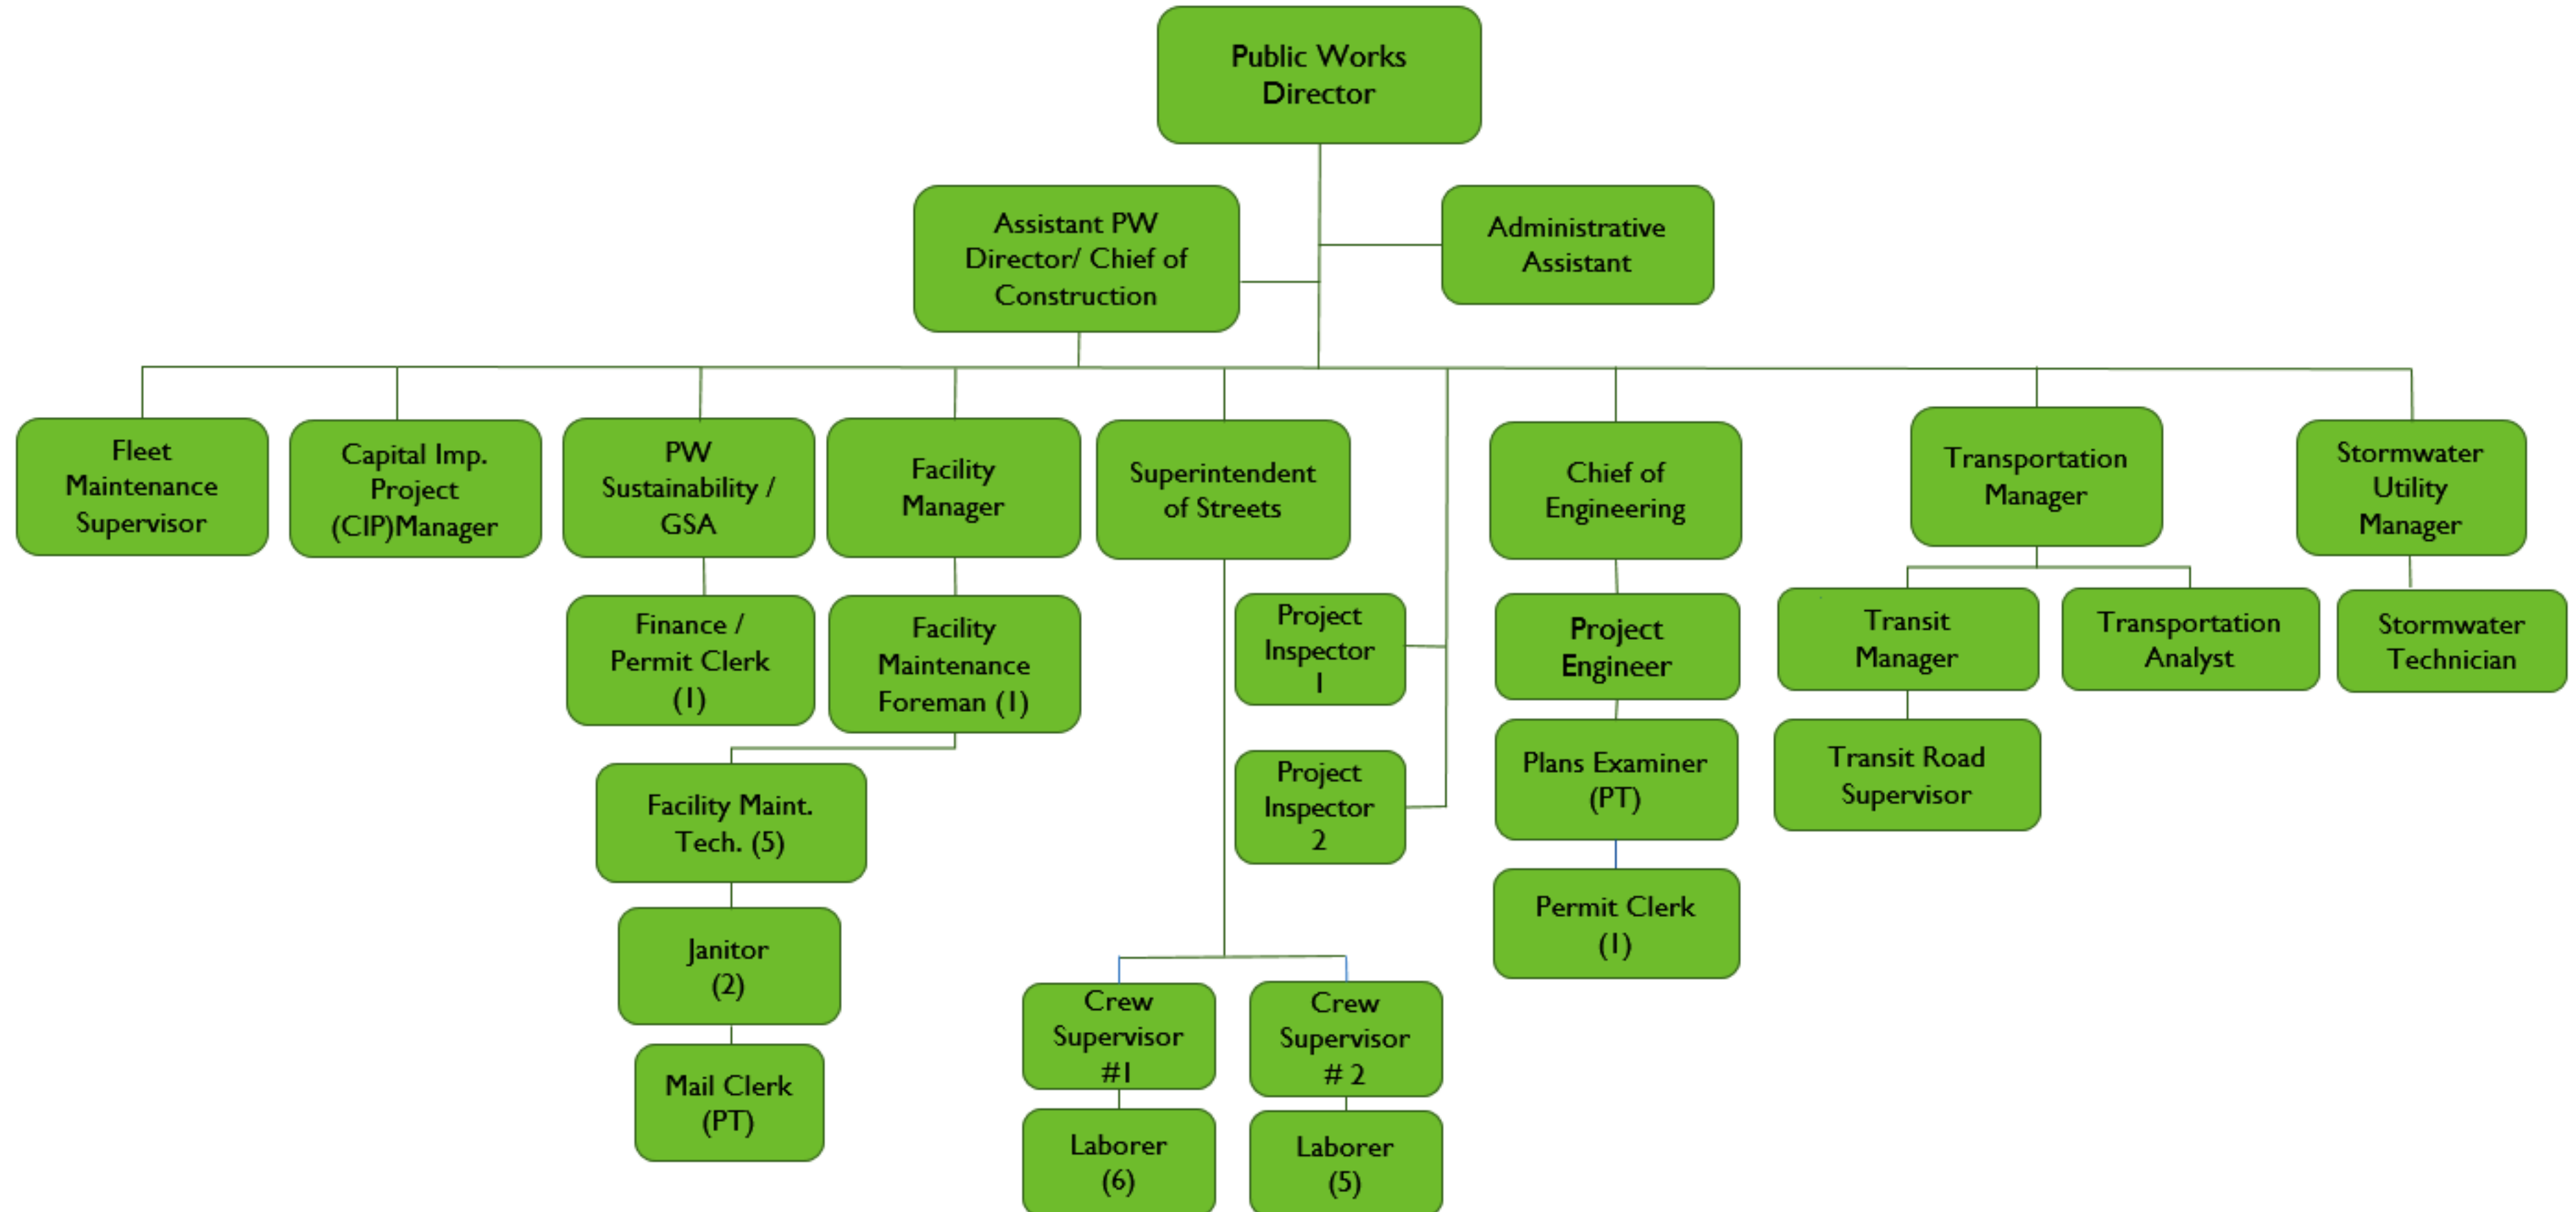 Public Works
Director
Assistant PW
Director/ Chief of
Construction
Administrative
Assistant
Fleet
Maintenance
Supervisor
Capital Imp.
Project
(CIP)Manager
PW
Sustainability /
GSA
Facility
Manager
Superintendent
of Streets
Chief of
Engineering
Transportation
Manager
Stormwater
Utility
Manager
Finance /
Permit Clerk
(1)
Facility
Maintenance
Foreman (1)
Project
Inspector
1
Project
Engineer
Transit
Manager
Transportation
Analyst
Stormwater
Technician
Facility Maint.
Tech. (5)
Project
Inspector
2
Plans Examiner
(PT)
Transit Road
Supervisor
Janitor
(2)
Permit Clerk
(1)
Mail Clerk
(PT)
Crew
Supervisor
#1
Crew
Supervisor
# 2
Laborer
(6)
Laborer
(5)